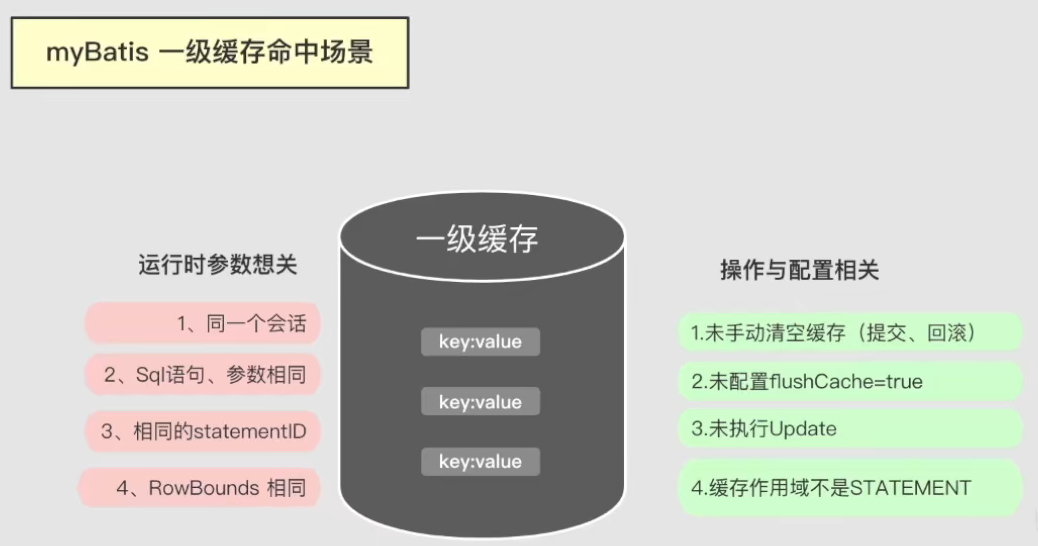 myBatis 一级缓存命中场景
一级缓存
运行时参数想关
1、同一个会话
2、Sql语句、参数相同
3、相同的statementID
4、RowBounds 相同
key:value
key:value
key:value
操作与配置相关
1.未手动清空缓存（提交、回滚）
2.未配置flushCache=true
3.未执行Update
4.缓存作用域不是STATEMENT